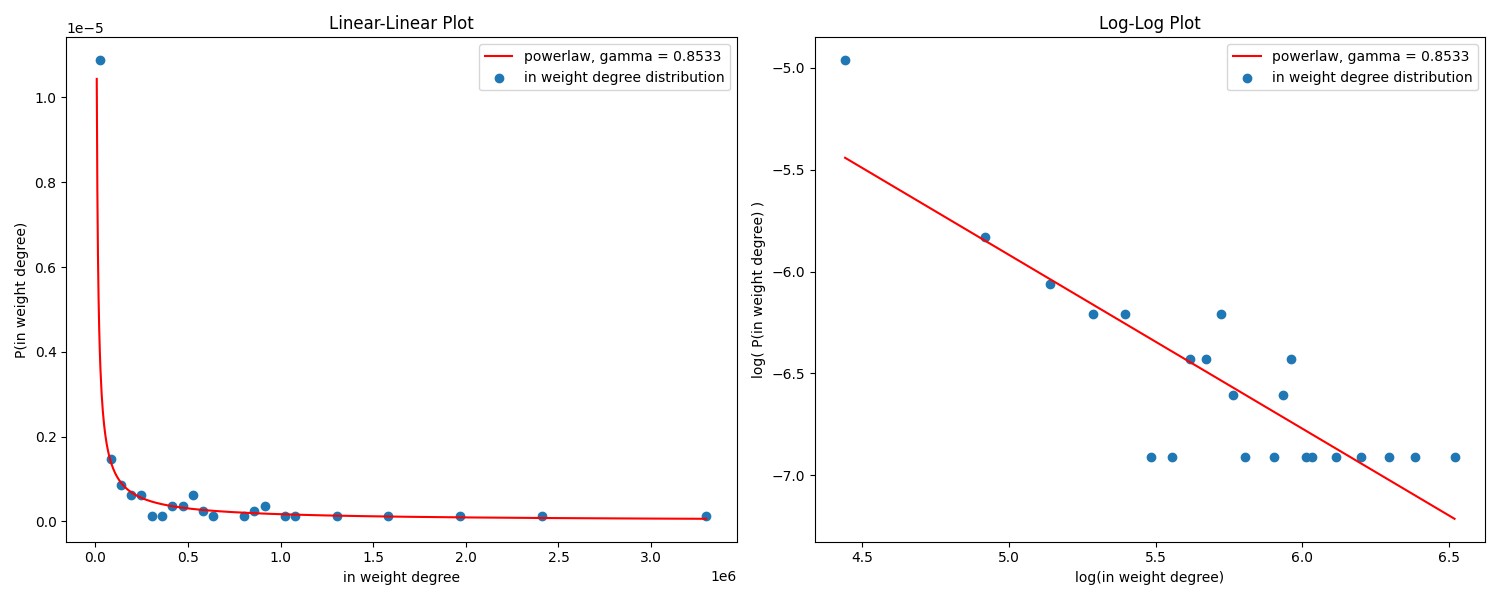 Linear-Linear Plot
1e−5
powerlaw, gamma = 0.8533
in weight degree distribution
1.0
0.8
0.6
0.4
0.2
0.0
P(in weight degree)
0.0 0.5 1.0 1.5 2.0 2.5 3.0
1e6
in weight degree
Log-Log Plot
powerlaw, gamma = 0.8533
in weight degree distribution
−5.0
−5.5
−6.0
−6.5
−7.0
log( P(in weight degree) )
4.5 5.0 5.5 6.0 6.5
log(in weight degree)